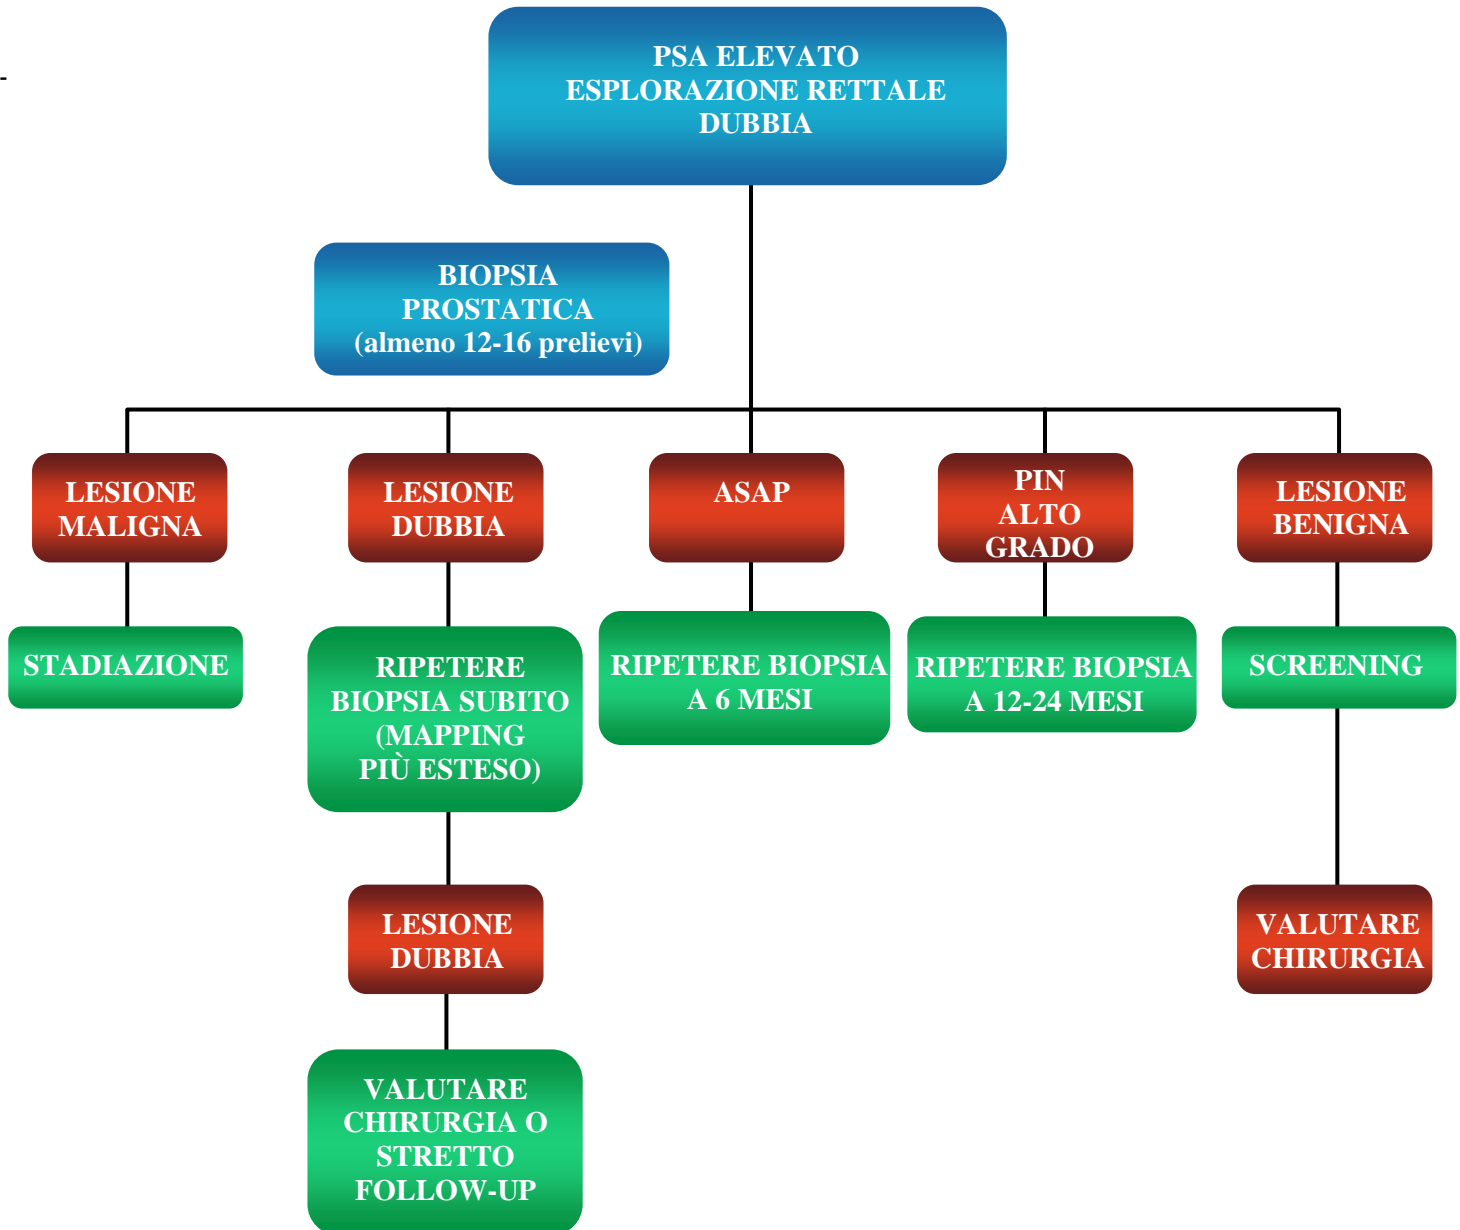 PSA ELEVATO
ESPLORAZIONE RETTALE
DUBBIA
-
BIOPSIA
PROSTATICA
(almeno 12-16 prelievi)
LESIONE
MALIGNA
LESIONE
DUBBIA
ASAP
PIN
ALTO
GRADO
LESIONE
BENIGNA
STADIAZIONE
RIPETERE
BIOPSIA SUBITO
(MAPPING
PIÙ ESTESO)
RIPETERE BIOPSIA
A 6 MESI
RIPETERE BIOPSIA
A 12-24 MESI
SCREENING
LESIONE
DUBBIA
VALUTARE
CHIRURGIA
VALUTARE
CHIRURGIA O
STRETTO
FOLLOW-UP